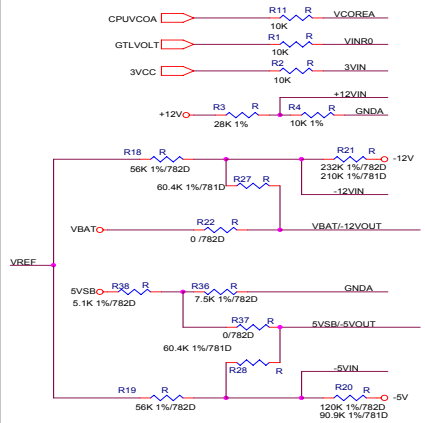 R11 R VCOREA
CPUVCOA
10K
R1 R VINR0
GTLVOLT
10K
R2 R 3VIN
3VCC
10K
+12VIN
R3 R R4 R GNDA
+12V
28K 1% 10K 1%
R18 R R21 R
-12V
56K 1%/782D 232K 1%/782D
R27 R 210K 1%/781D
60.4K 1%/781D
-12VIN
R22 R VBAT/-12VOUT
VBAT
0 /782D
VREF
R38 R R36 R GNDA
5VSB
5.1K 1%/782D 7.5K 1%/782D
R37 R 5VSB/-5VOUT
0/782D
60.4K 1%/781D
R28 R
-5VIN
R19 R R20 R
-5V
56K 1%/782D 120K 1%/782D
90.9K 1%/781D